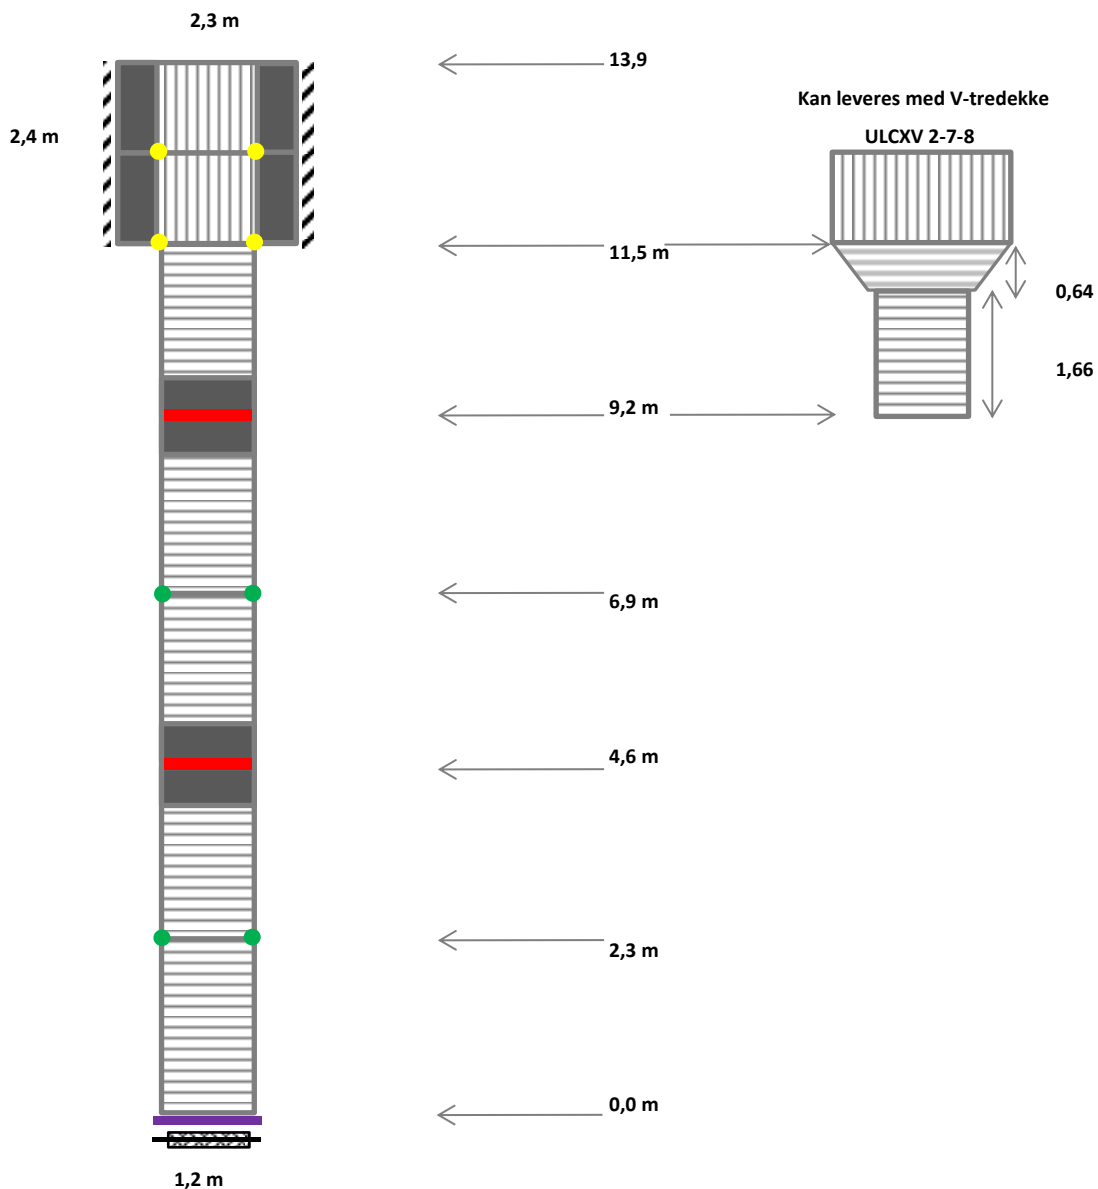 2,3 m
13,9
Kan leveres med V-tredekke
2,4 m
ULCXV 2-7-8
11,5 m
0,64
1,66
9,2 m
6,9 m
4,6 m
2,3 m
0,0 m
1,2 m